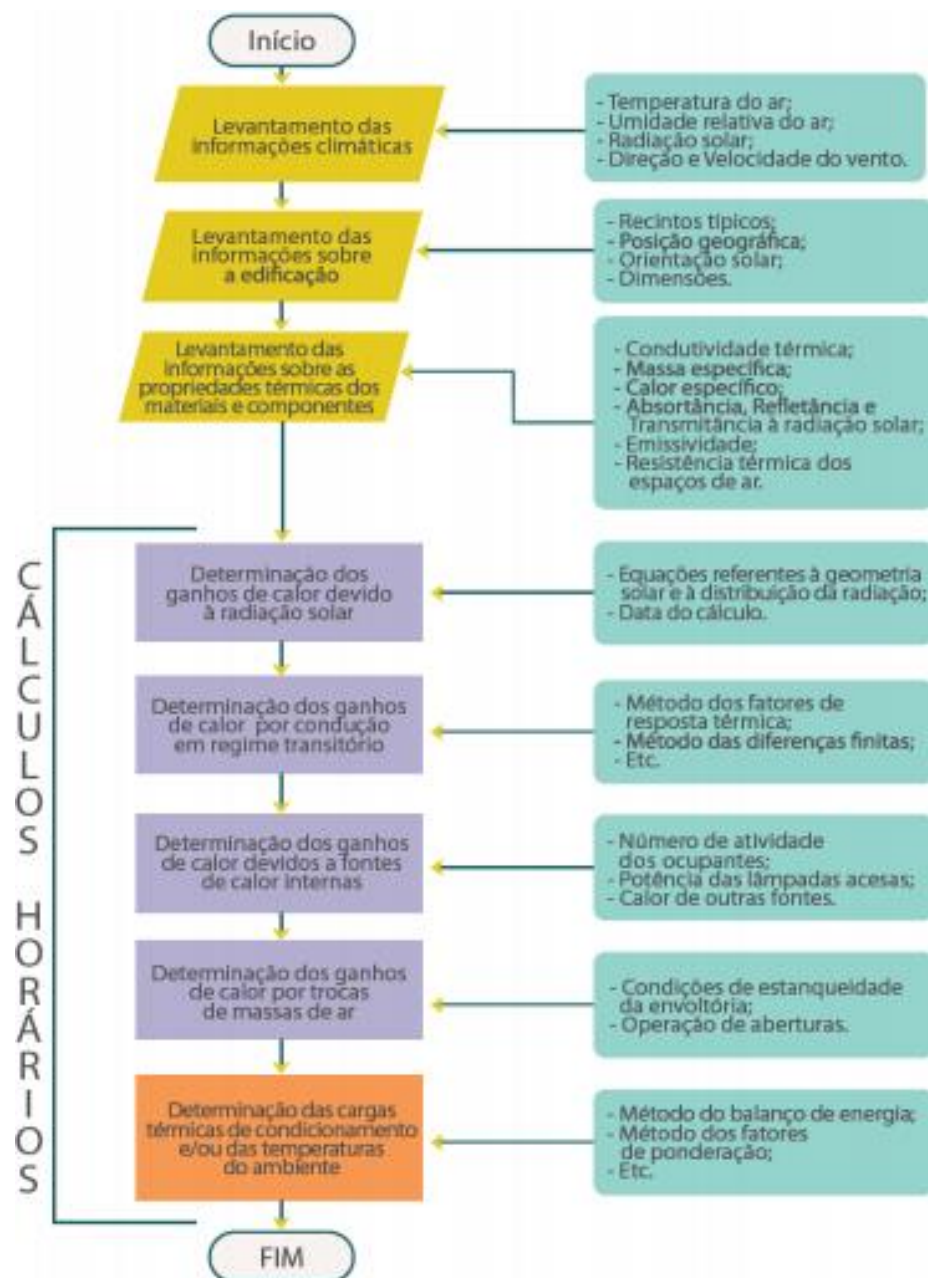 Início
Levantamento das
informações climáticas
- Temperatura do ar;
- Umidade relativa do ar;
- Radiação solar;
- Direção e Velocidade do vento.
Levantamento das
informações sobre
a edificação
- Recintos típicos;
- Posição geográfica;
- Orientação solar;
- Dimensões.
Levantamento das
informações sobre as
propriedades térmicas dos
materiais e componentes
- Condutividade térmica;
- Massa específica;
- Calor específico;
- Absortância, Refletância e
Transmitância à radiação solar;
- Emissividade;
- Resistência térmica dos
espaços de ar.
CÁLCULOS HORÁRIOS
Determinação dos
ganhos de calor devido
à radiação solar
- Equações referentes à geometria
solar e à distribuição da radiação;
- Data do cálculo.
Determinação dos ganhos
de calor por condução
em regime transitório
- Método dos fatores de
resposta térmica;
- Método das diferenças finitas;
- Etc.
Determinação dos ganhos
de calor devidos a fontes
de calor internas
- Número de atividade
dos ocupantes;
- Potência das lâmpadas acesas;
- Calor de outras fontes.
Determinação dos ganhos
de calor por trocas
de massas de ar
- Condições de estanqueidade
da envoltória;
- Operação de aberturas.
Determinação das cargas
térmicas de condicionamento
e/ou das temperaturas
do ambiente
- Método do balanço de energia;
- Método dos fatores
de ponderação;
- Etc.
FIM